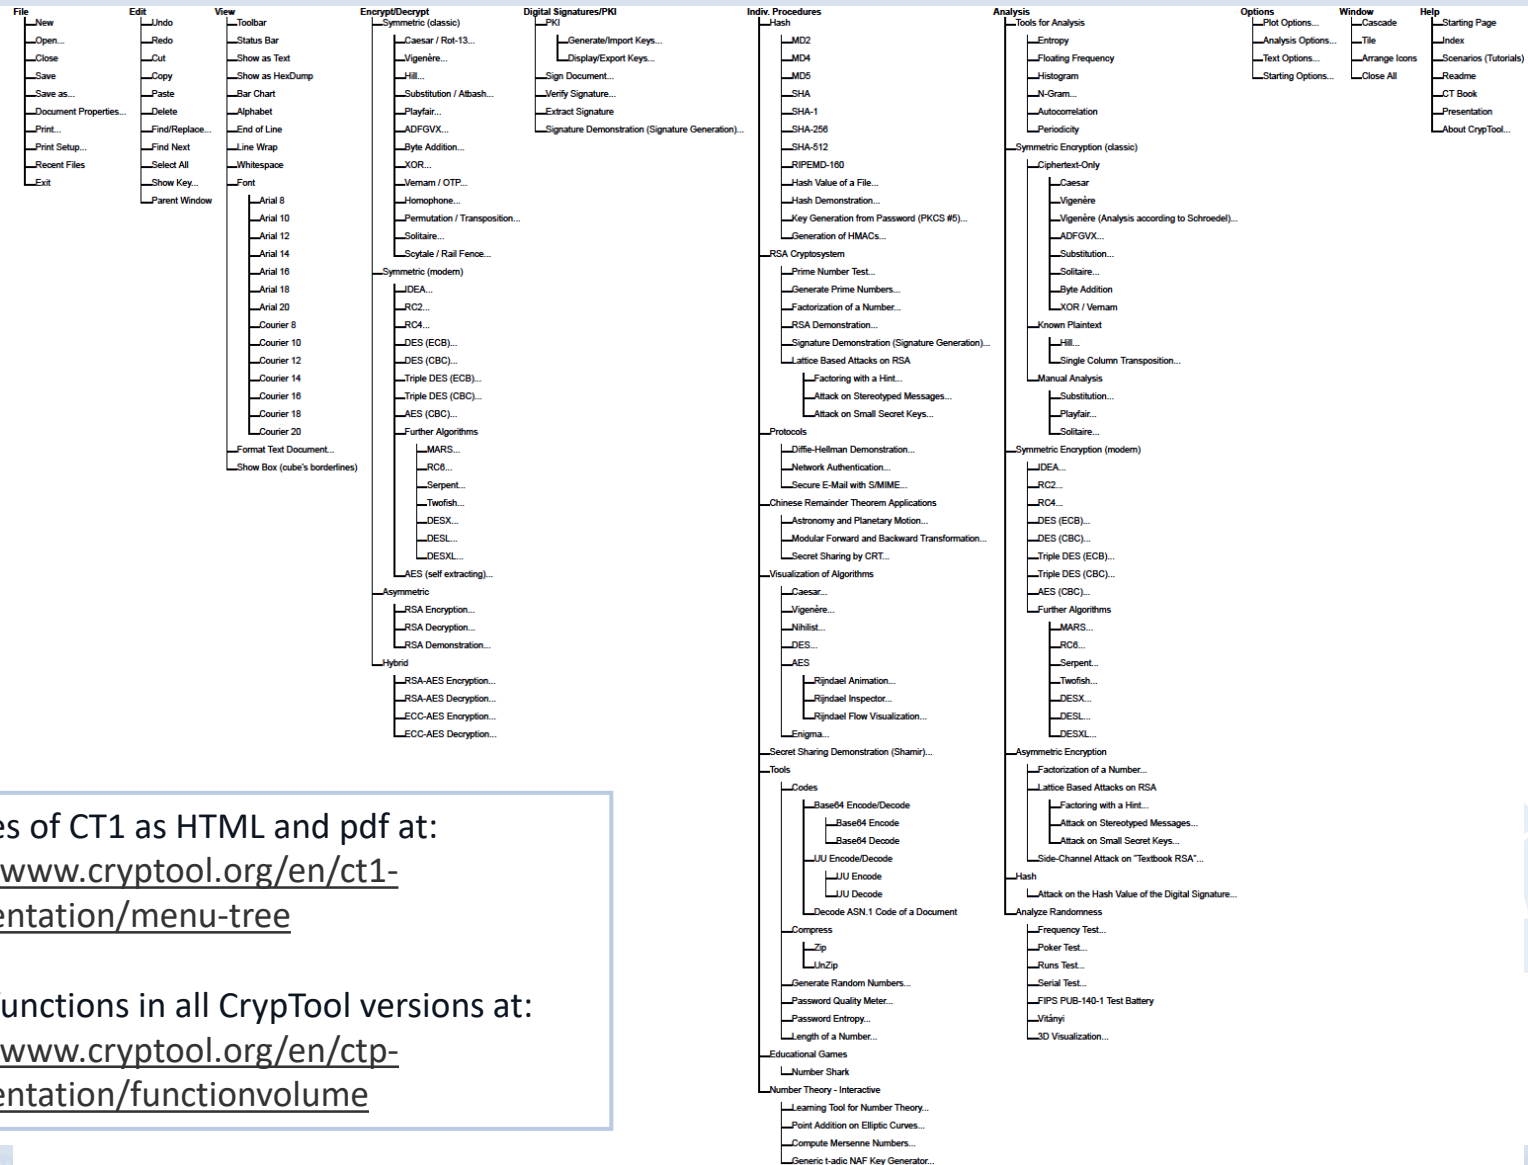 File
New
Open...
Close
Save
Save as...
Document Properties...
Print...
Print Setup...
Recent Files
Exit
Edit
Undo
Redo
Cut
Copy
Paste
Delete
Find/Replace...
Find Next
Select All
Show Key...
Parent Window
View
Toolbar
Status Bar
Show as Text
Show as HexDump
Bar Chart
Alphabet
End of Line
Line Wrap
Whitespace
Font
Arial 8
Arial 10
Arial 12
Arial 14
Arial 16
Arial 18
Arial 20
Courier 8
Courier 10
Courier 12
Courier 14
Courier 16
Courier 18
Courier 20
Format Text Document...
Show Box (cube's borderlines)
Encrypt/Decrypt
Symmetric (classic)
Caesar / Rot-13...
Vigenère...
Hill...
Substitution / Atbash...
Playfair...
ADFGVX...
Byte Addition...
XOR...
Vernam / OTP...
Homophone...
Permutation / Transposition...
Solitaire...
Scytale / Rail Fence...
Symmetric (modern)
IDEA...
RC2...
RC4...
DES (ECB)...
DES (CBC)...
Triple DES (ECB)...
Triple DES (CBC)...
AES (CBC)...
Further Algorithms
MARS...
RC6...
Serpent...
Twofish...
DESX...
DESL...
DESXL...
AES (self extracting)...
Asymmetric
RSA Encryption...
RSA Decryption...
RSA Demonstration...
Hybrid
RSA-AES Encryption...
RSA-AES Decryption...
ECC-AES Encryption...
ECC-AES Decryption...
Digital Signatures/PKI
PKI
Generate/Import Keys...
Display/Export Keys...
Sign Document...
Verify Signature...
Extract Signature
Signature Demonstration (Signature Generation)...
Indiv. Procedures
Hash
MD2
MD4
MD5
SHA
SHA-1
SHA-256
SHA-512
RIPEMD-160
Hash Value of a File...
Hash Demonstration...
Key Generation from Password (PKCS #5)...
Generation of HMACs...
RSA Cryptosystem
Prime Number Test...
Generate Prime Numbers...
Factorization of a Number...
RSA Demonstration...
Signature Demonstration (Signature Generation)...
Lattice Based Attacks on RSA
Factoring with a Hint...
Attack on Stereotyped Messages...
Attack on Small Secret Keys...
Protocols
Diffie-Hellman Demonstration...
Network Authentication...
Secure E-Mail with S/MIME...
Chinese Remainder Theorem Applications
Astronomy and Planetary Motion...
Modular Forward and Backward Transformation...
Secret Sharing by CRT...
Visualization of Algorithms
Caesar...
Vigenère...
Nihilist...
DES...
AES
Rijndael Animation...
Rijndael Inspector...
Rijndael Flow Visualization...
Enigma...
Secret Sharing Demonstration (Shamir)...
Tools
Codes
Base64 Encode/Decode
Base64 Encode
Base64 Decode
UU Encode/Decode
UU Encode
UU Decode
Decode ASN.1 Code of a Document
Compress
Zip
UnZip
Generate Random Numbers...
Password Quality Meter...
Password Entropy...
Length of a Number...
Educational Games
Number Shark
Number Theory - Interactive
Learning Tool for Number Theory...
Point Addition on Elliptic Curves...
Compute Mersenne Numbers...
Generic t-adic NAF Key Generator...
Analysis
Tools for Analysis
Entropy
Floating Frequency
Histogram
N-Gram...
Autocorrelation
Periodicity
Symmetric Encryption (classic)
Ciphertext-Only
Caesar
Vigenère
Vigenère (Analysis according to Schroedel)...
ADFGVX...
Substitution...
Solitaire...
Byte Addition
XOR / Vernam
Known Plaintext
Hill...
Single Column Transposition...
Manual Analysis
Substitution...
Playfair...
Solitaire...
Symmetric Encryption (modern)
IDEA...
RC2...
RC4...
DES (ECB)...
DES (CBC)...
Triple DES (ECB)...
Triple DES (CBC)...
AES (CBC)...
Further Algorithms
MARS...
RC6...
Serpent...
Twofish...
DESX...
DESL...
DESXL...
Asymmetric Encryption
Factorization of a Number...
Lattice Based Attacks on RSA
Factoring with a Hint...
Attack on Stereotyped Messages...
Attack on Small Secret Keys...
Side-Channel Attack on "Textbook RSA"...
Hash
Attack on the Hash Value of the Digital Signature...
Analyze Randomness
Frequency Test...
Poker Test...
Runs Test...
Serial Test...
FIPS PUB-140-1 Test Battery
Vitányi
3D Visualization...
Options
Plot Options...
Analysis Options...
Text Options...
Starting Options...
Window
Cascade
Tile
Arrange Icons
Close All
Help
Starting Page
Index
Scenarios (Tutorials)
Readme
CT Book
Presentation
About CrypTool...
es of CT1 as HTML and pdf at:
www.cryptool.org/en/ct1-
entation/menu-tree
functions in all CrypTool versions at:
www.cryptool.org/en/ctp-
entation/functionvolume